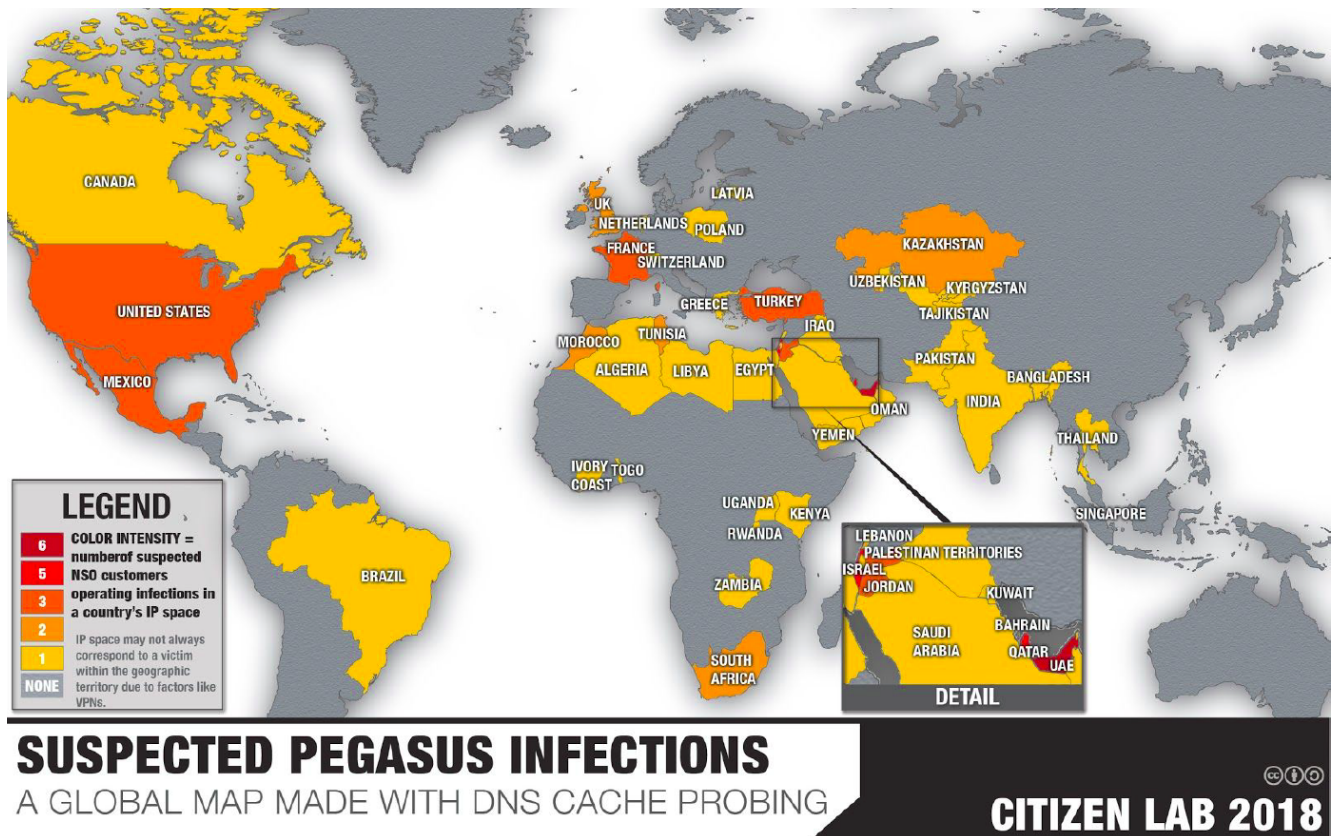 CANADA
UNITED STATES
MEXICO
BRAZIL
UK
NETHERLANDS
LATVIA
POLAND
FRANCE
SWITZERLAND
GREECE
TURKEY
KAZAKHSTAN
UZBEKISTAN
KYRGYZSTAN
TAJIKISTAN
MOROCCO
TUNISIA
ALGERIA
LIBYA
EGYPT
IRAQ
PAKISTAN
BANGLADESH
INDIA
OMAN
YEMEN
THAILAND
SINGAPORE
IVORY
COAST
TOGO
UGANDA
KENYA
RWANDA
ZAMBIA
SOUTH
AFRICA
LEBANON
PALESTINAN TERRITORIES
ISRAEL
JORDAN
KUWAIT
BAHRAIN
SAUDI
ARABIA
QATAR
UAE
DETAIL
LEGEND
6
5
3
2
1
NONE
COLOR INTENSITY =
numberof suspected
NSO customers
operating infections in
a country's IP space
IP space may not always
correspond to a victim
within the geographic
territory due to factors like
VPNs.
SUSPECTED PEGASUS INFECTIONS
A GLOBAL MAP MADE WITH DNS CACHE PROBING
cc
CITIZEN LAB 2018